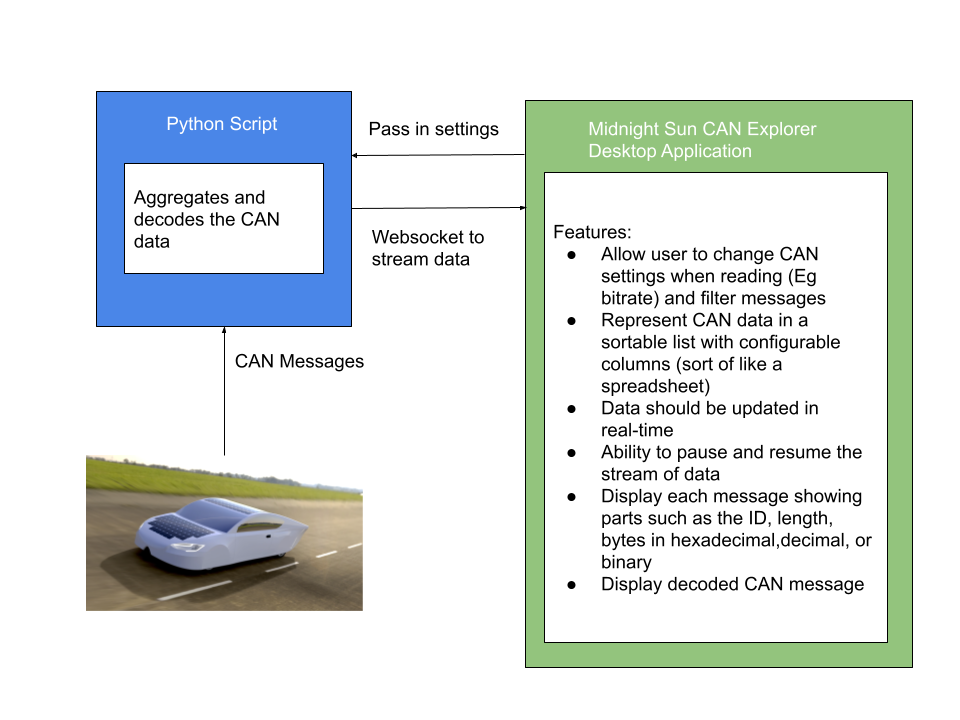 Python Script
Aggregates and
decodes the CAN
data
Pass in settings
Websocket to
stream data
CAN Messages
Midnight Sun CAN Explorer
Desktop Application
Features:
● Allow user to change CAN
settings when reading (Eg
bitrate) and filter messages
● Represent CAN data in a
sortable list with configurable
columns (sort of like a
spreadsheet)
● Data should be updated in
real-time
● Ability to pause and resume the
stream of data
● Display each message showing
parts such as the ID, length,
bytes in hexadecimal,decimal, or
binary
● Display decoded CAN message